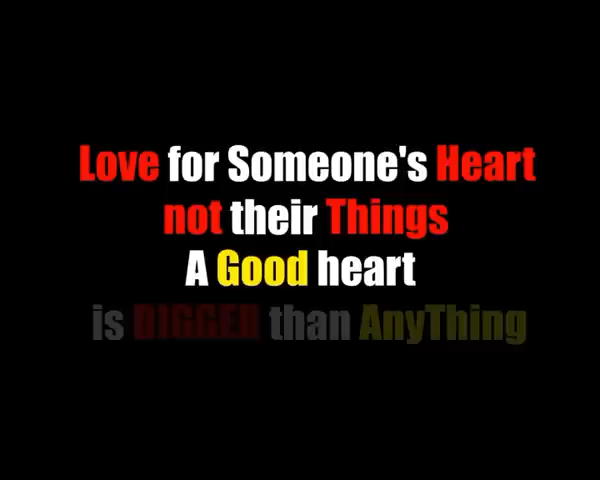 Love for Someone's Heart
not their Things
A Good heart
is BIGGER than AnyThing